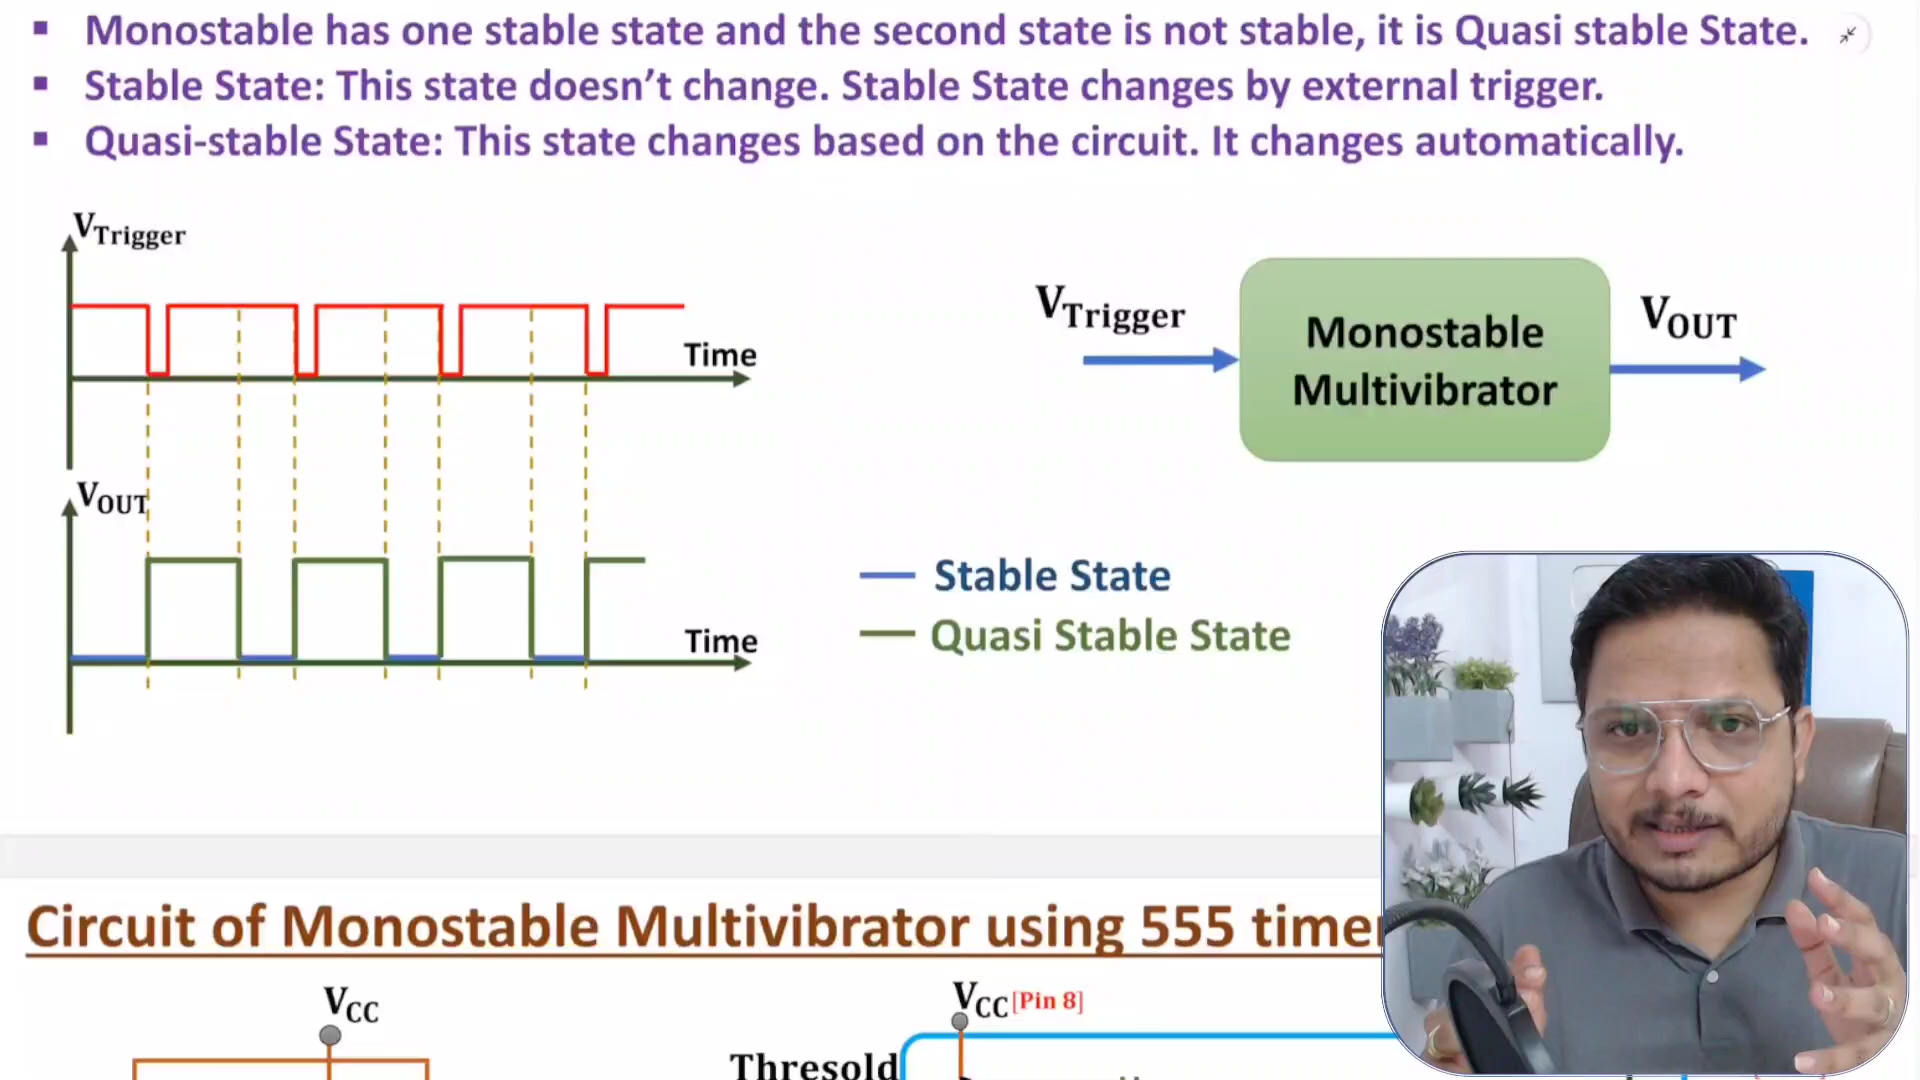 Monostable has one stable state and the second state is not stable, it is Quasi stable State.
Stable State: This state doesn’t change. Stable State changes by external trigger.
Quasi-stable State: This state changes based on the circuit. It changes automatically.
VTrigger
Time
VOUT
Time
VTrigger
Monostable
Multivibrator
VOUT
Stable State
Quasi Stable State
Circuit of Monostable Multivibrator using 555 timer
VCC
VCC[Pin 8]
Thresold